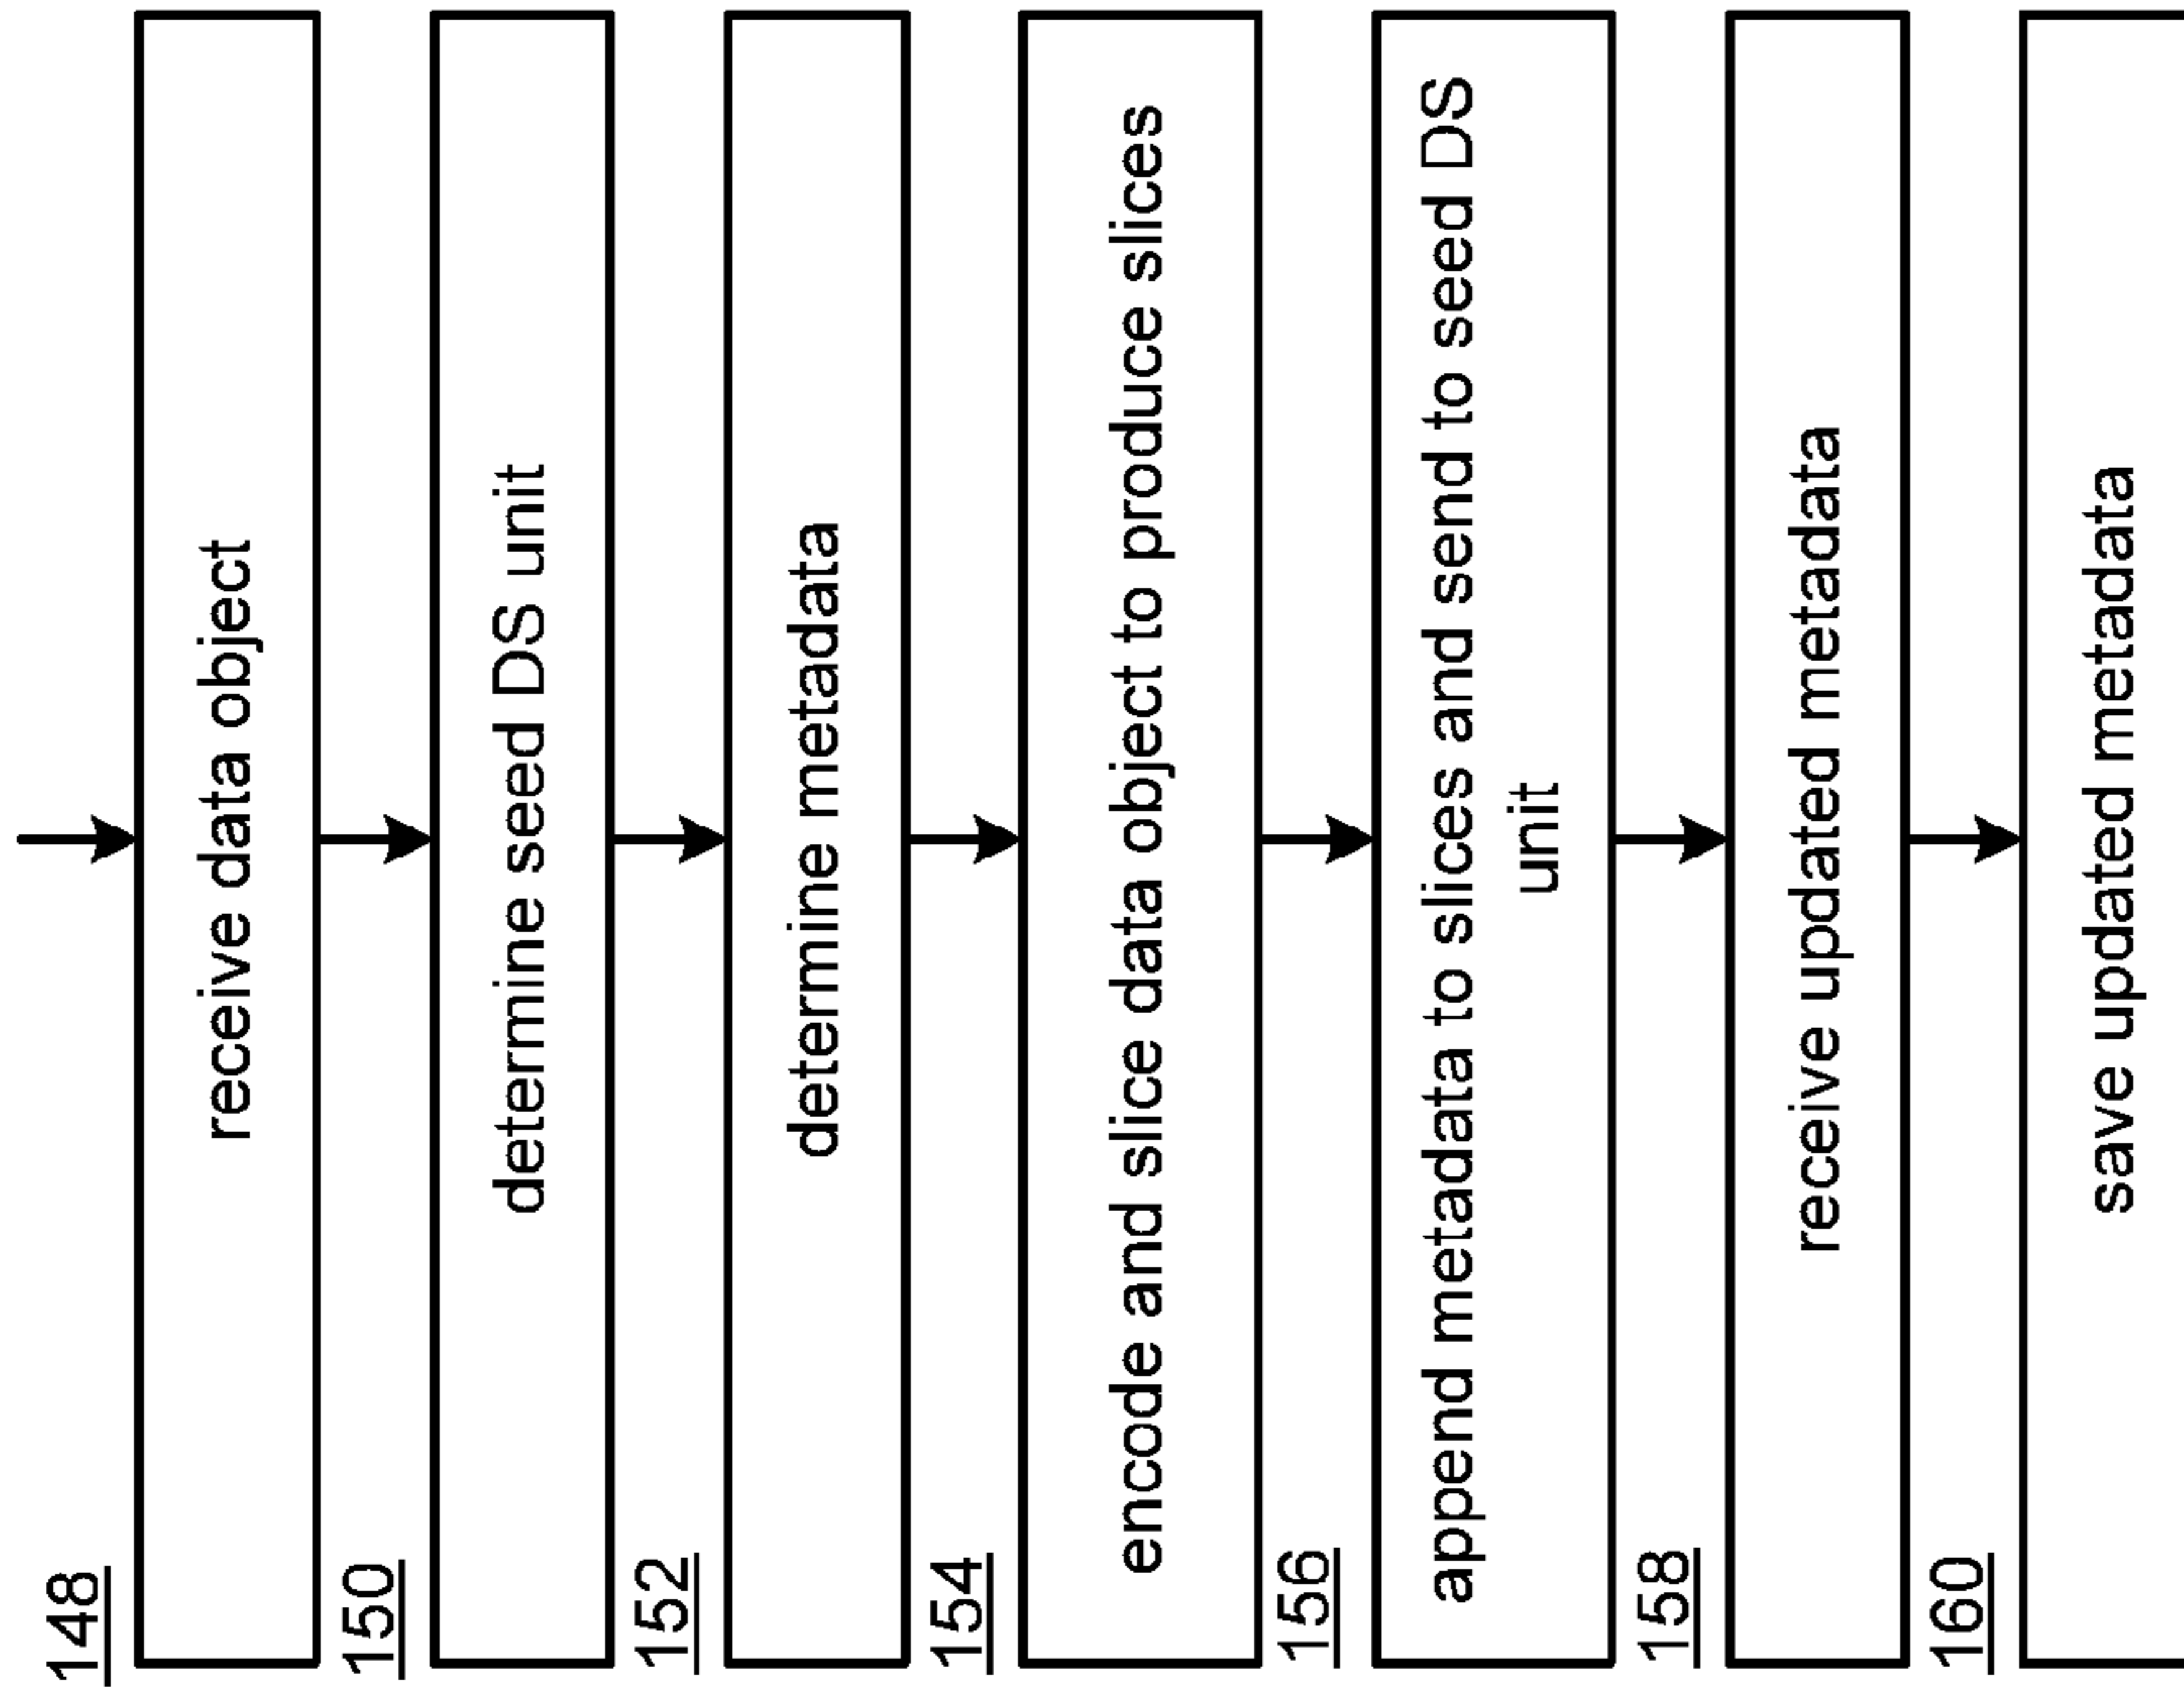 148
receive data object
150
determine seed DS unit
152
determine metadata
154
encode and slice data object to produce slices
156
append metadata to slices and send to seed DS
unit
158
receive updated metadata
160
save updated metadata